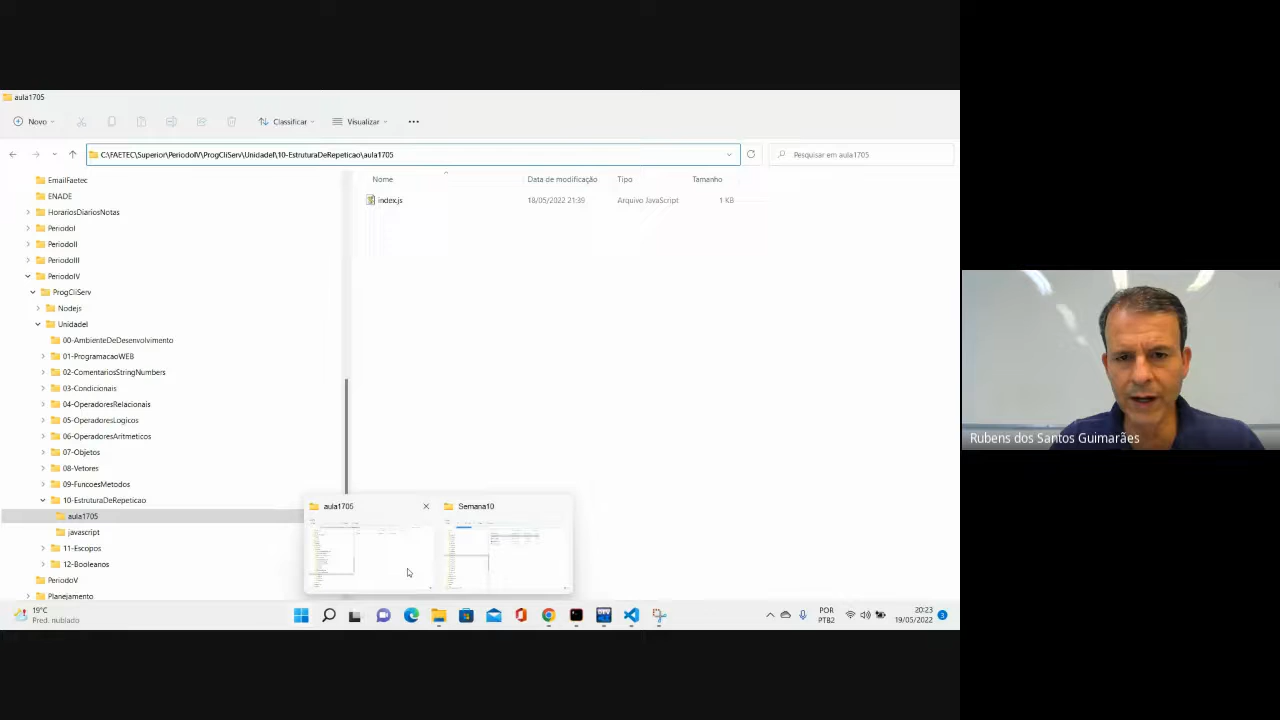 aula1705
Novo
Classificar
Visualizar
C:\FAETEC\Superior\PeriodoIV\ProgCliServ\UnidadeI\10-EstruturaDeRepeticao\aula1705
Pesquisar em aula1705
Nome
Data de modificação
Tipo
Tamanho
index.js
18/05/2022 21:39
Arquivo JavaScript
1 KB
EmailFaetec
ENADE
HorariosDiariosNotas
PeriodoI
PeriodoII
PeriodoIII
PeriodoIV
ProgCliServ
Nodejs
UnidadeI
00-AmbienteDeDesenvolvimento
01-ProgramacaoWEB
02-ComentariosStringNumbers
03-Condicionais
04-OperadoresRelacionais
05-OperadoresLogicos
06-OperadoresAritmeticos
07-Objetos
08-Vetores
09-FuncoesMetodos
10-EstruturaDeRepeticao
aula1705
javascript
11-Escopos
12-Booleanos
PeriodoV
Planejamento
aula1705
Semana10
19°C
Pred. nublado
POR
PTB2
20:23
19/05/2022
3
Rubens dos Santos Guimarães